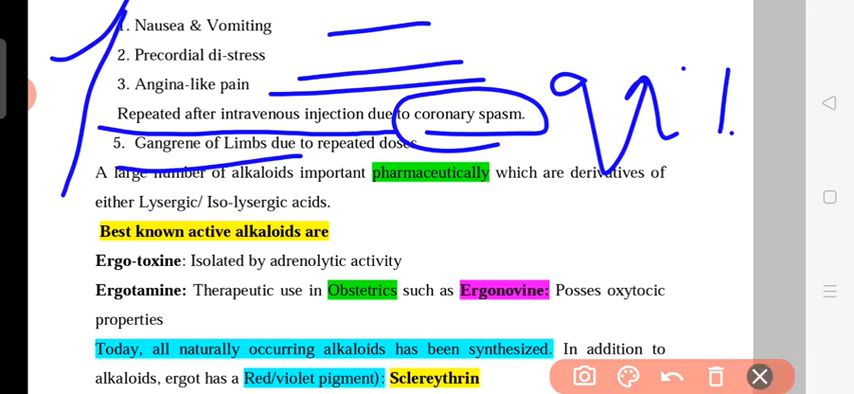 1. Nausea & Vomiting
2. Precordial di-stress
3. Angina-like pain
Repeated after intravenous injection due to coronary spasm.
5. Gangrene of Limbs due to repeated doses
A large number of alkaloids important pharmaceutically which are derivatives of
either Lysergic/ Iso-lysergic acids.
Best known active alkaloids are
Ergo-toxine: Isolated by adrenolytic activity
Ergotamine: Therapeutic use in Obstetrics such as Ergonovine: Posses oxytocic
properties
Today, all naturally occurring alkaloids has been synthesized. In addition to
alkaloids, ergot has a Red/violet pigment): Sclereythrin